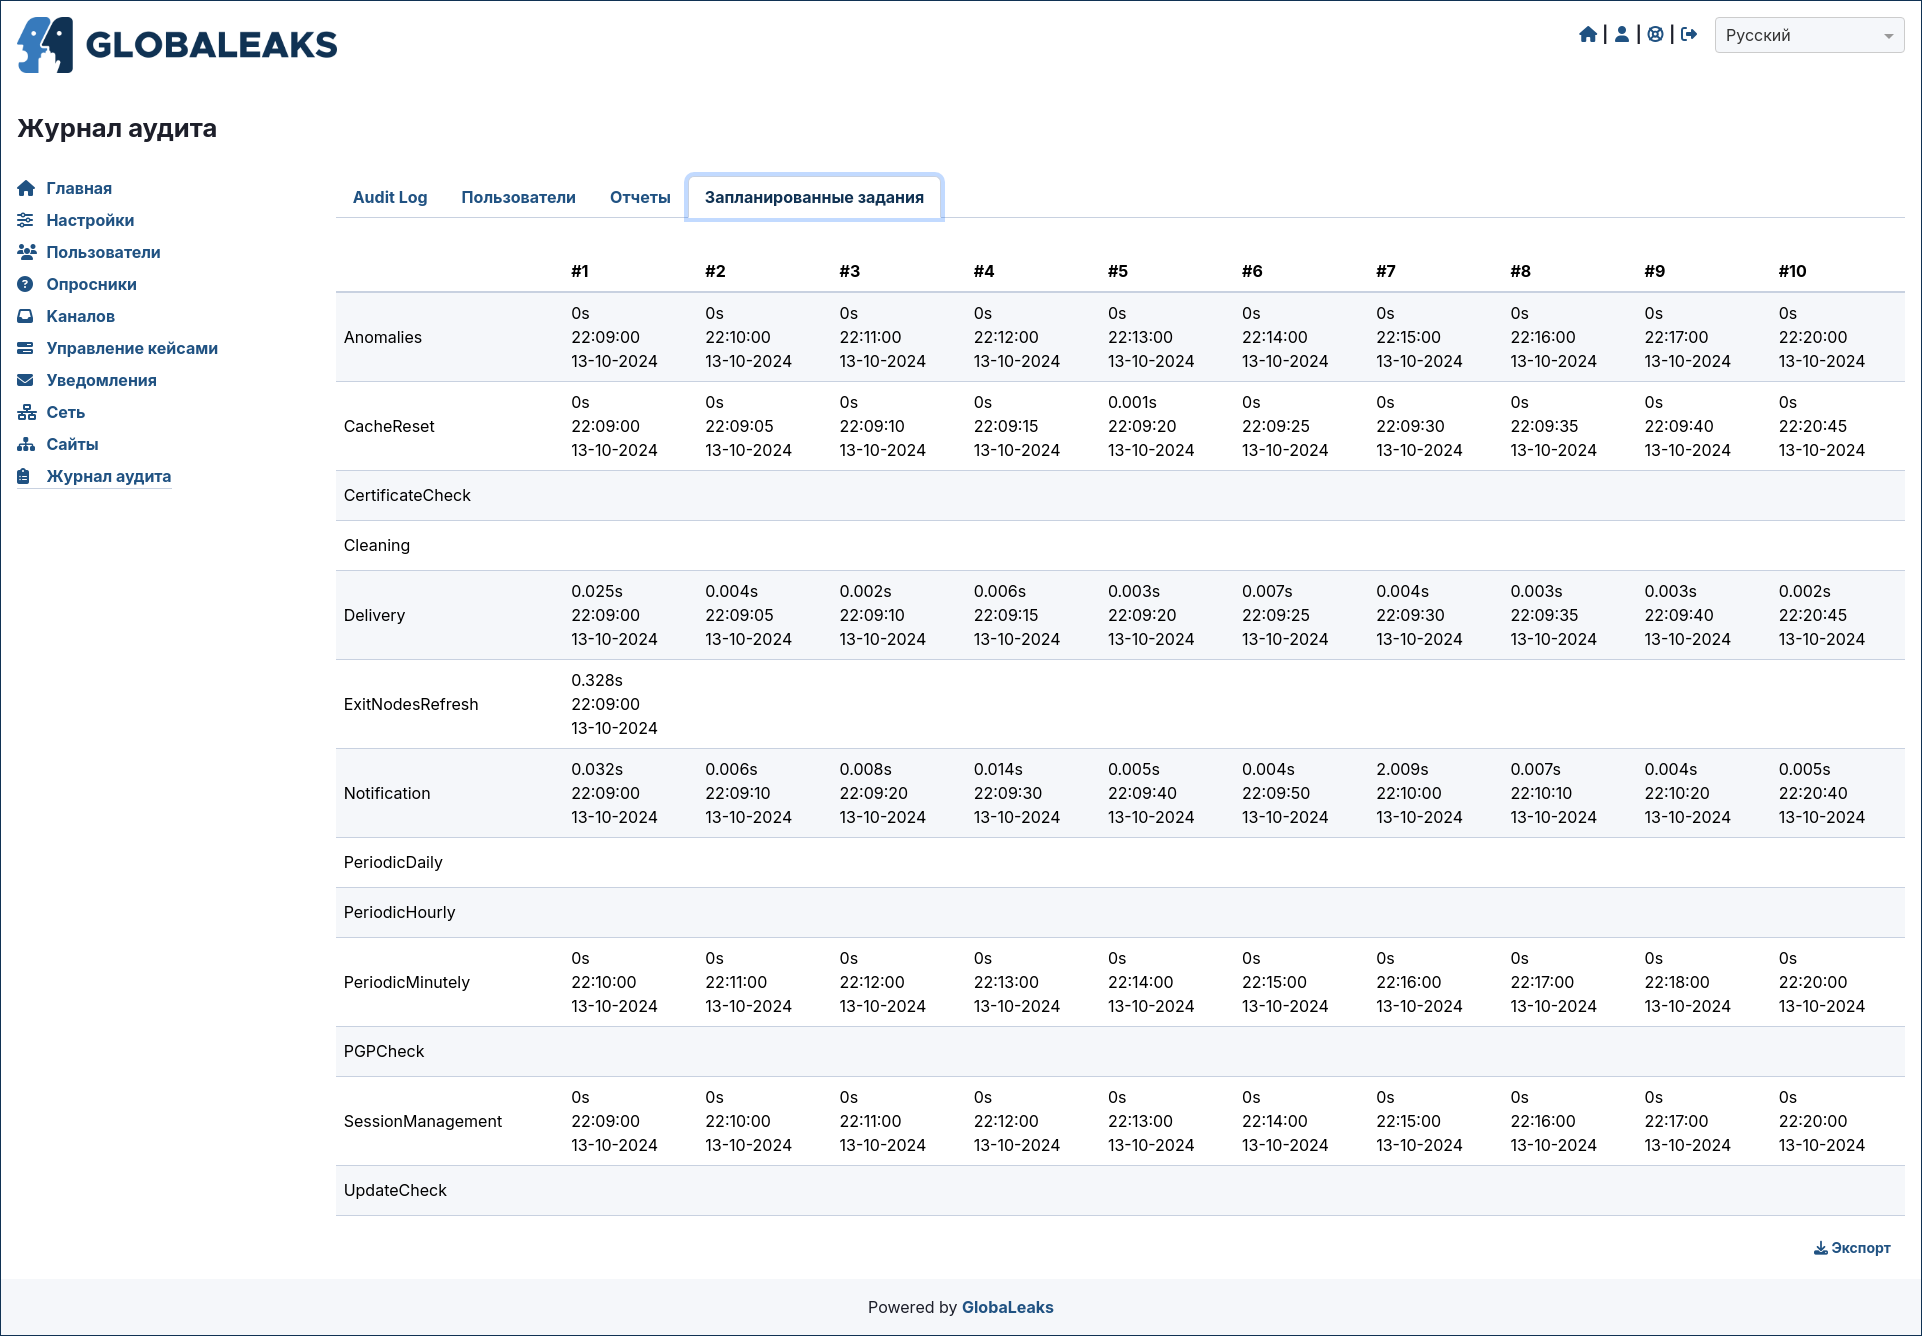 GLOBALEAKS
Русский
Журнал аудита
Главная
Настройки
Пользователи
Опросники
Каналов
Управление кейсами
Уведомления
Сеть
Сайты
Журнал аудита
Audit Log Пользователи Отчеты Запланированные задания
#1 #2 #3 #4 #5 #6 #7 #8 #9 #10
0s 0s 0s 0s 0s 0s 0s 0s 0s 0s
Anomalies 22:09:00 22:10:00 22:11:00 22:12:00 22:13:00 22:14:00 22:15:00 22:16:00 22:17:00 22:20:00
13-10-2024 13-10-2024 13-10-2024 13-10-2024 13-10-2024 13-10-2024 13-10-2024 13-10-2024 13-10-2024 13-10-2024
0s 0s 0s 0s 0.001s 0s 0s 0s 0s 0s
CacheReset 22:09:00 22:09:05 22:09:10 22:09:15 22:09:20 22:09:25 22:09:30 22:09:35 22:09:40 22:20:45
13-10-2024 13-10-2024 13-10-2024 13-10-2024 13-10-2024 13-10-2024 13-10-2024 13-10-2024 13-10-2024 13-10-2024
CertificateCheck
Cleaning
0.025s 0.004s 0.002s 0.006s 0.003s 0.007s 0.004s 0.003s 0.003s 0.002s
Delivery 22:09:00 22:09:05 22:09:10 22:09:15 22:09:20 22:09:25 22:09:30 22:09:35 22:09:40 22:20:45
13-10-2024 13-10-2024 13-10-2024 13-10-2024 13-10-2024 13-10-2024 13-10-2024 13-10-2024 13-10-2024 13-10-2024
0.328s
ExitNodesRefresh 22:09:00
13-10-2024
0.032s 0.006s 0.008s 0.014s 0.005s 0.004s 2.009s 0.007s 0.004s 0.005s
Notification 22:09:00 22:09:10 22:09:20 22:09:30 22:09:40 22:09:50 22:10:00 22:10:10 22:10:20 22:20:40
13-10-2024 13-10-2024 13-10-2024 13-10-2024 13-10-2024 13-10-2024 13-10-2024 13-10-2024 13-10-2024 13-10-2024
PeriodicDaily
PeriodicHourly
0s 0s 0s 0s 0s 0s 0s 0s 0s 0s
PeriodicMinutely 22:10:00 22:11:00 22:12:00 22:13:00 22:14:00 22:15:00 22:16:00 22:17:00 22:18:00 22:20:00
13-10-2024 13-10-2024 13-10-2024 13-10-2024 13-10-2024 13-10-2024 13-10-2024 13-10-2024 13-10-2024 13-10-2024
PGPCheck
0s 0s 0s 0s 0s 0s 0s 0s 0s 0s
SessionManagement 22:09:00 22:10:00 22:11:00 22:12:00 22:13:00 22:14:00 22:15:00 22:16:00 22:17:00 22:20:00
13-10-2024 13-10-2024 13-10-2024 13-10-2024 13-10-2024 13-10-2024 13-10-2024 13-10-2024 13-10-2024 13-10-2024
UpdateCheck
Экспорт
Powered by GlobaLeaks